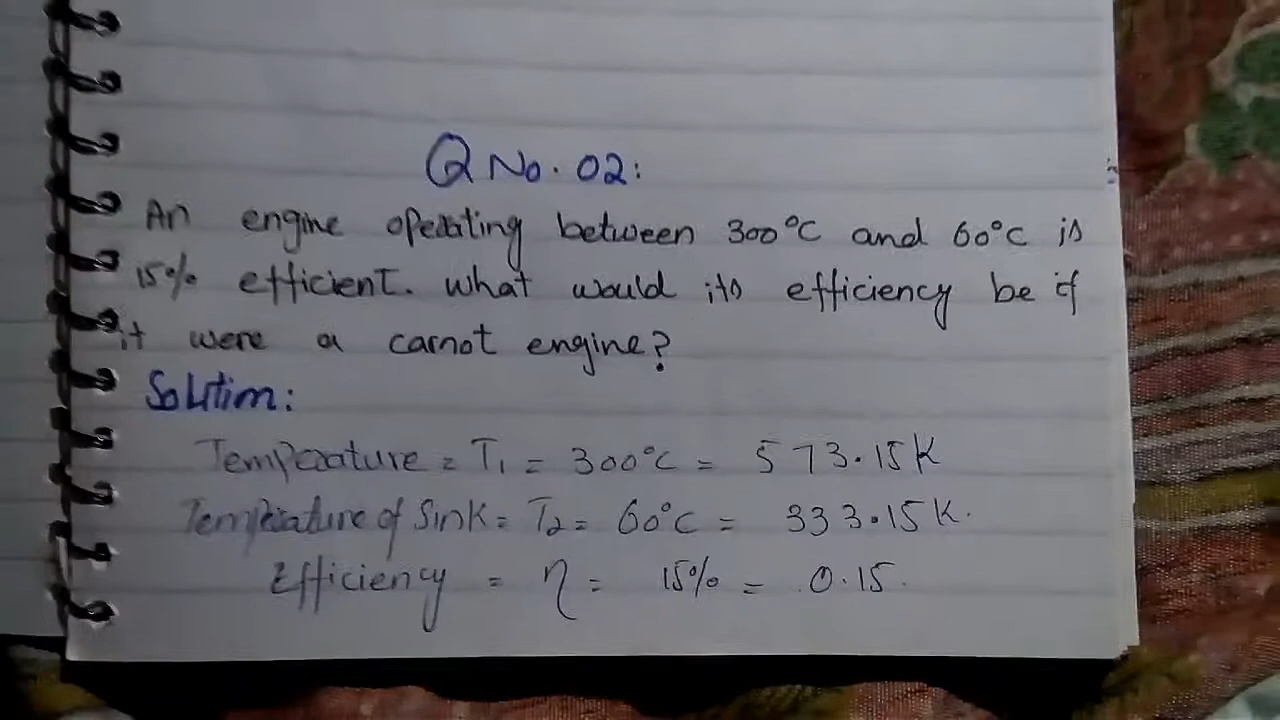 Q No. 02:
An engine operating between 300°C and 60°C is
15% efficient. what would its efficiency be if
it were a carnot engine?
Solution:
Temperature = T₁ = 300°C = 573.15K
Temperature of Sink = T₂ = 60°C = 333.15K.
Efficiency = η = 15% = 0.15.